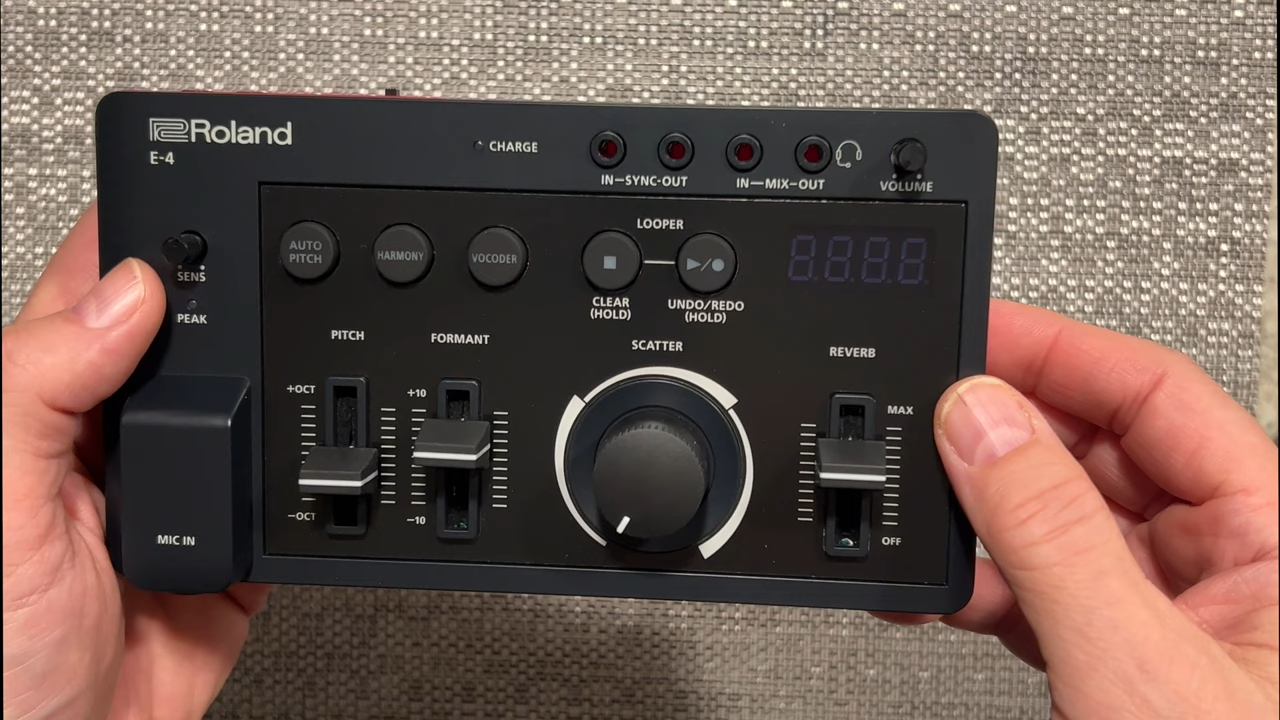 Roland
E-4
CHARGE
IN-SYNC-OUT
IN-MIX-OUT
VOLUME
SENS
PEAK
AUTO
PITCH
HARMONY
VOCODER
LOOPER
CLEAR
(HOLD)
UNDO/REDO
(HOLD)
PITCH
+OCT
-OCT
FORMANT
+10
-10
SCATTER
REVERB
MAX
OFF
MIC IN